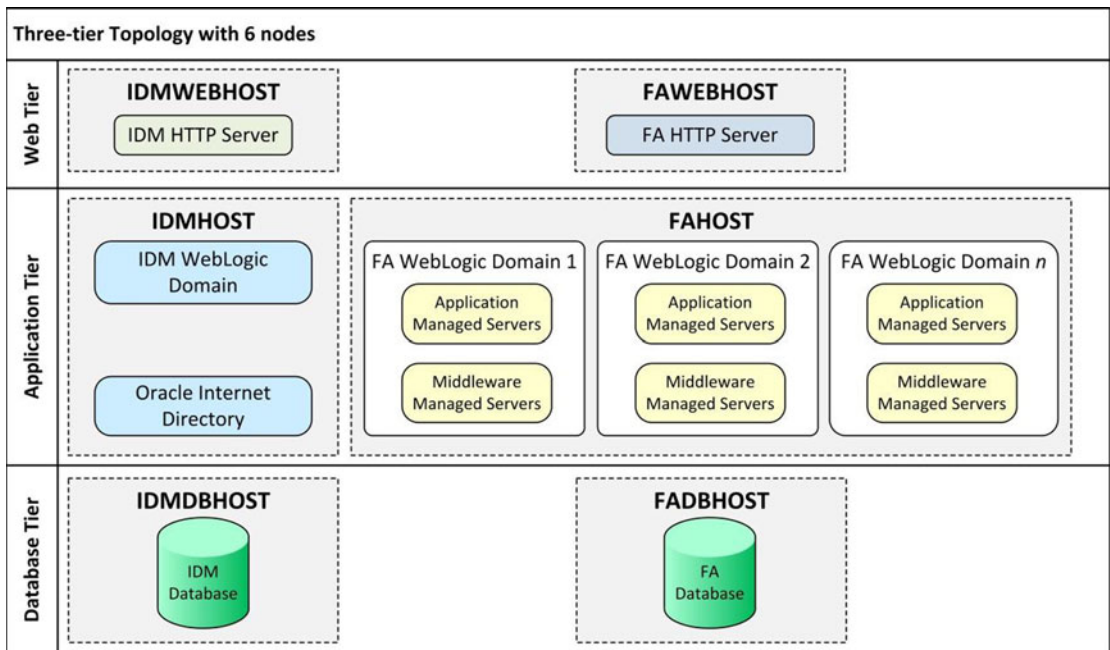 Three-tier Topology with 6 nodes
Web Tier
IDMWEBHOST
IDM HTTP Server
FAWEBHOST
FA HTTP Server
Application Tier
IDMHOST
IDM WebLogic
Domain
Oracle Internet
Directory
FAHOST
FA WebLogic Domain 1
Application
Managed Servers
Middleware
Managed Servers
FA WebLogic Domain 2
Application
Managed Servers
Middleware
Managed Servers
FA WebLogic Domain n
Application
Managed Servers
Middleware
Managed Servers
Database Tier
IDMDBHOST
IDM
Database
FADBHOST
FA
Database